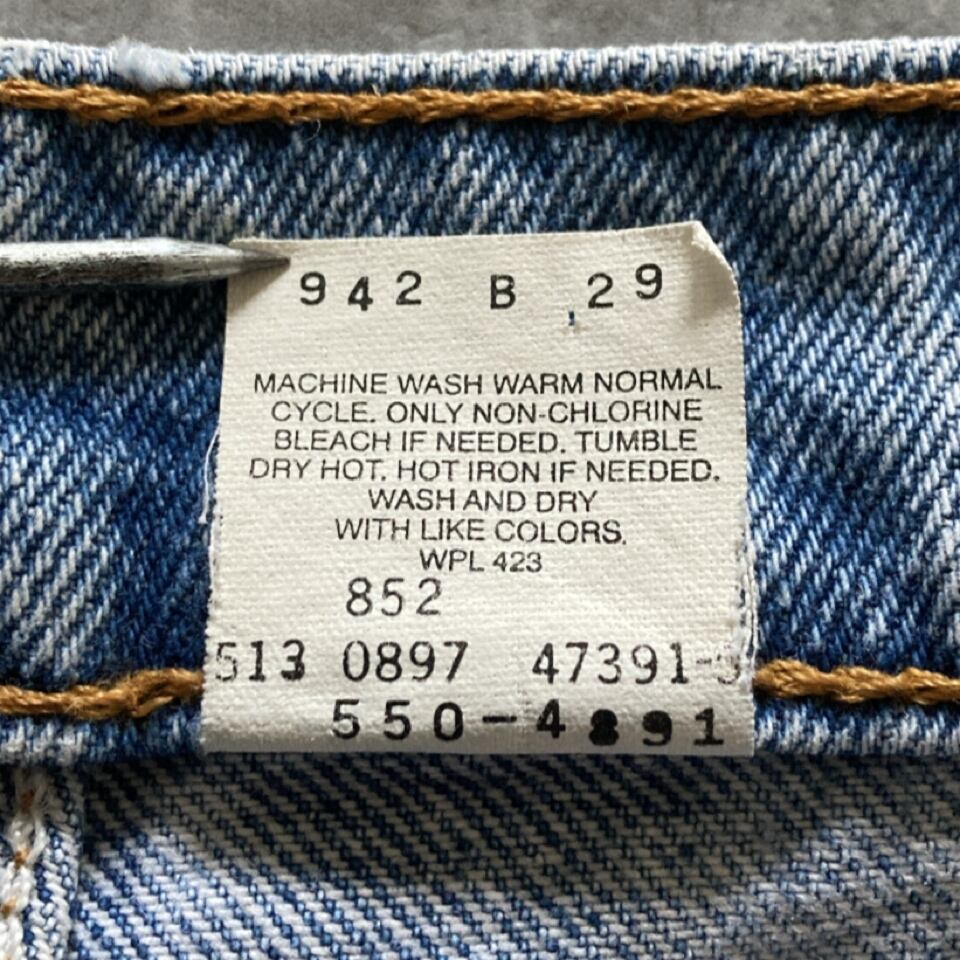 942 B 29
MACHINE WASH WARM NORMAL
CYCLE. ONLY NON-CHLORINE
BLEACH IF NEEDED. TUMBLE
DRY HOT. HOT IRON IF NEEDED.
WASH AND DRY
WITH LIKE COLORS.
WPL 423
852
513 0897
550-4891